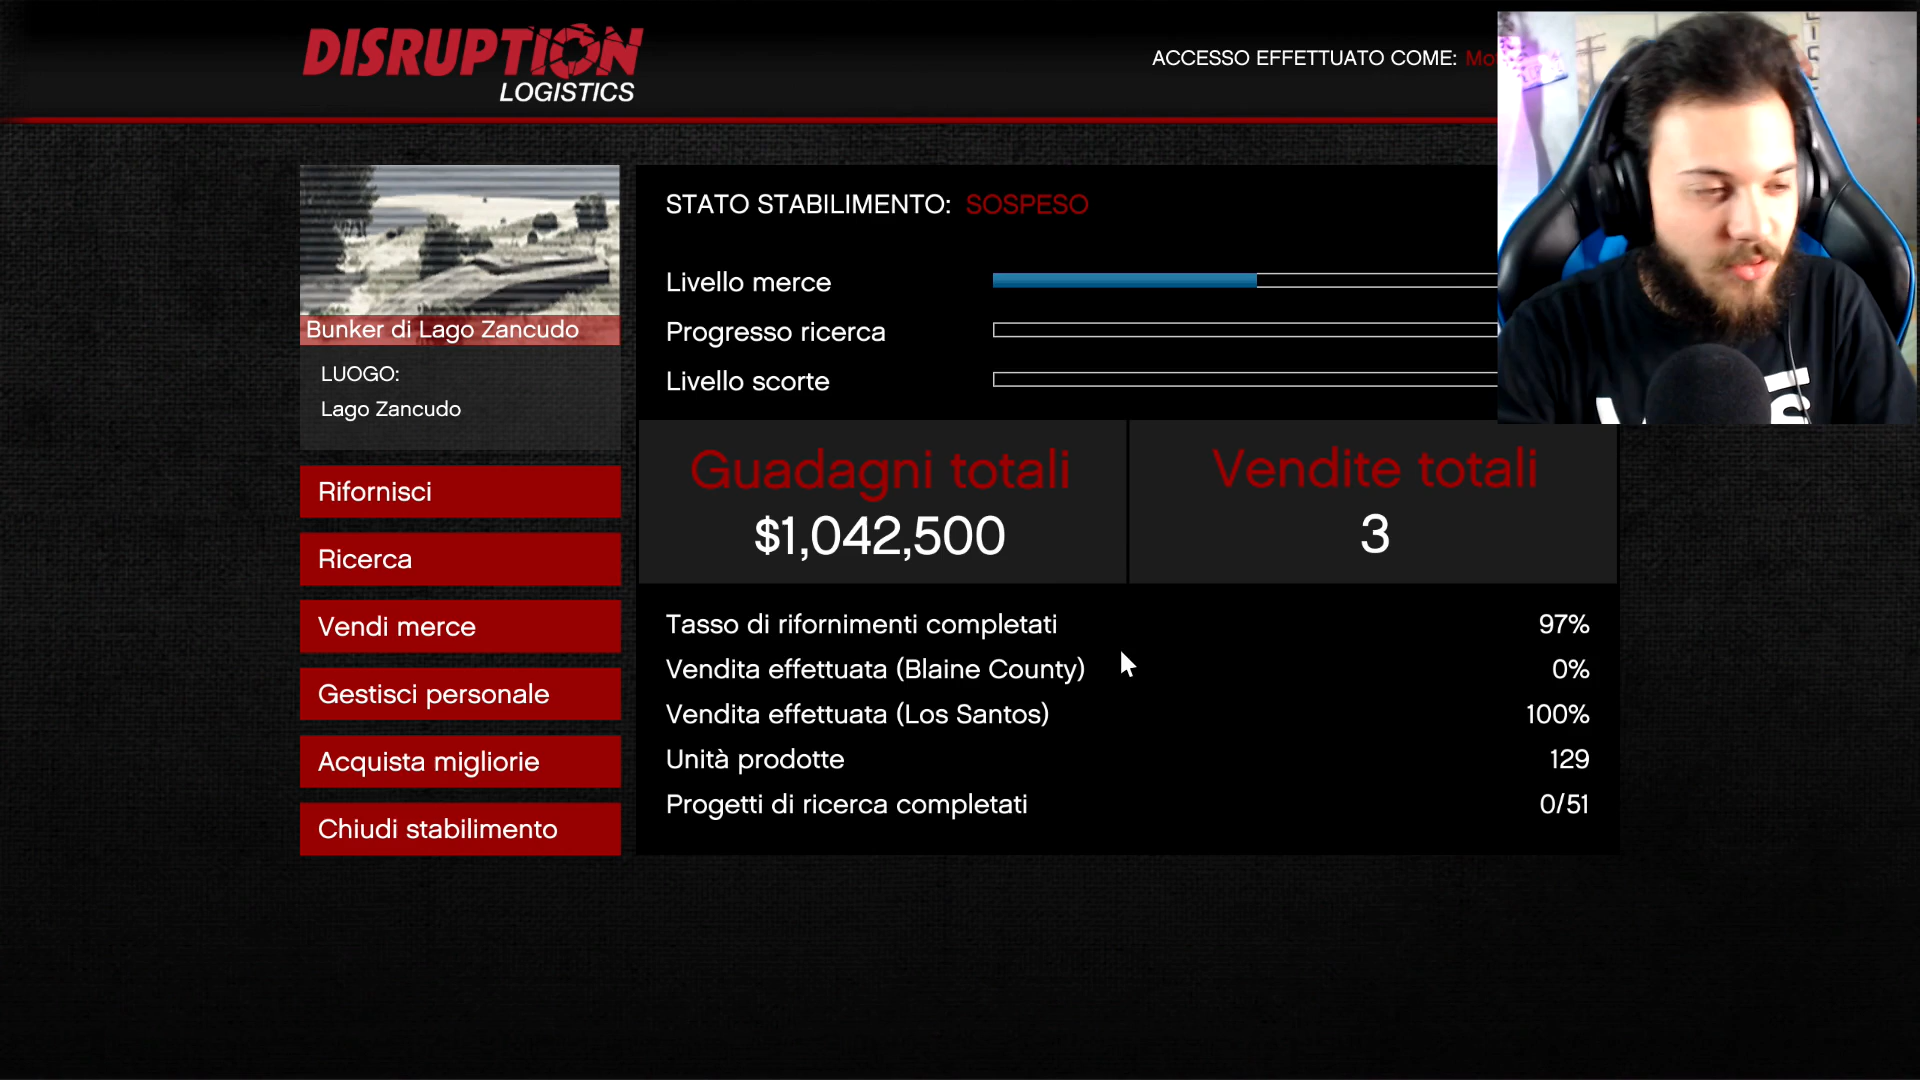 DISRUPTION
LOGISTICS
ACCESSO EFFETTUATO COME:
STATO STABILIMENTO: SOSPESO
Livello merce
Progresso ricerca
Livello scorte
Bunker di Lago Zancudo
LUOGO:
Lago Zancudo
Rifornisci
Ricerca
Vendi merce
Gestisci personale
Acquista migliorie
Chiudi stabilimento
Guadagni totali
$1,042,500
Vendite totali
3
Tasso di rifornimenti completati 97%
Vendita effettuata (Blaine County) 0%
Vendita effettuata (Los Santos) 100%
Unità prodotte 129
Progetti di ricerca completati 0/51